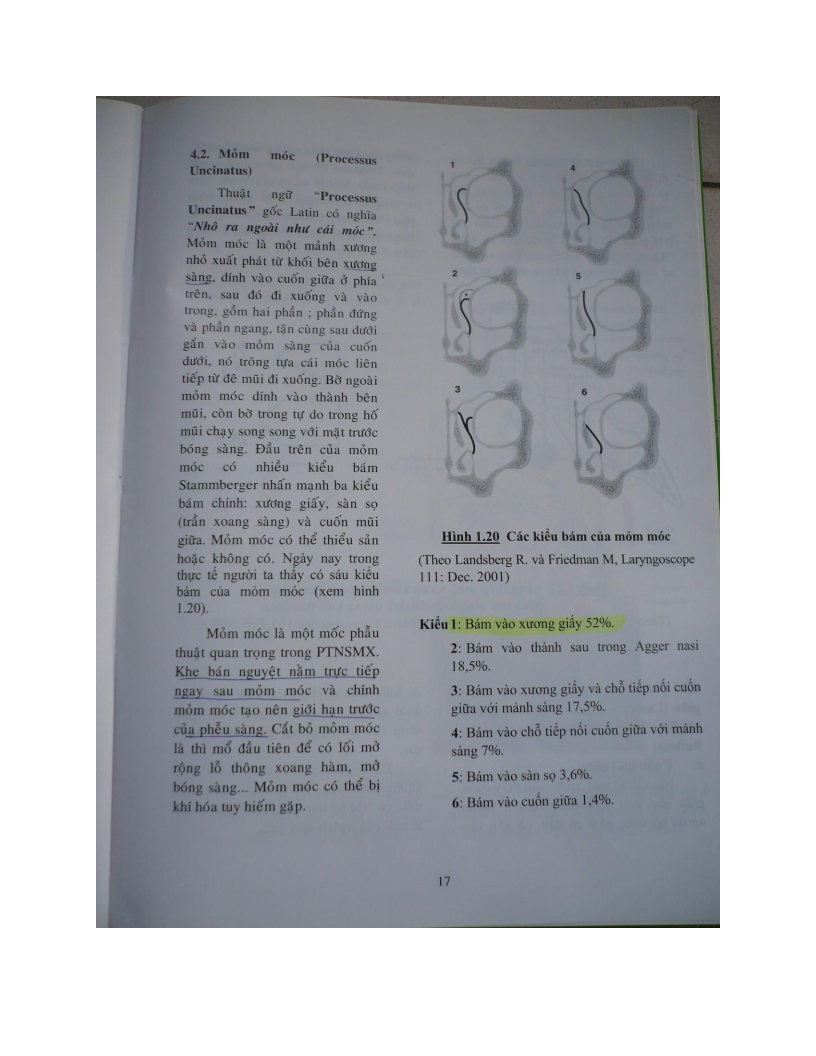 4.2. Mỏm móc (Processus
Uncinatus)
Thuật ngữ “Processus
Uncinatus” gốc Latin có nghĩa
“Nhô ra ngoài như cái móc”.
Mỏm móc là một mảnh xương
nhỏ xuất phát từ khối bên xương
sàng, dính vào cuốn giữa ở phía
trên, sau đó đi xuống và vào
trong, gồm hai phần ; phần đứng
và phần ngang, tận cùng sau dưới
gắn vào mỏm sàng của cuốn
dưới, nó trông tựa cái móc liên
tiếp từ đê mũi đi xuống. Bờ ngoài
mỏm móc dính vào thành bên
mũi, còn bờ trong tự do trong hố
mũi chạy song song với mặt trước
bóng sàng. Đầu trên của mỏm
móc có nhiều kiểu bám
Stammberger nhấn mạnh ba kiểu
bám chính: xương giấy, sàn sọ
(trần xoang sàng) và cuốn mũi
giữa. Mỏm móc có thể thiểu sản
hoặc không có. Ngày nay trong
thực tế người ta thấy có sáu kiểu
bám của mỏm móc (xem hình
1.20).
Mỏm móc là một mốc phẫu
thuật quan trọng trong PTNSMX.
Khe bán nguyệt nằm trực tiếp
ngay sau mỏm móc và chính
mỏm móc tạo nên giới hạn trước
của phễu sàng. Cắt bỏ mỏm móc
là thì mổ đầu tiên để có lối mở
rộng lỗ thông xoang hàm, mở
bóng sàng... Mỏm móc có thể bị
khí hóa tuy hiếm gặp.
1
4
2
5
3
6
Hình 1.20 Các kiểu bám của mỏm móc
(Theo Landsberg R. và Friedman M, Laryngoscope
111: Dec. 2001)
Kiểu 1: Bám vào xương giấy 52%.
2: Bám vào thành sau trong Agger nasi
18,5%.
3: Bám vào xương giấy và chỗ tiếp nối cuốn
giữa với mảnh sàng 17,5%.
4: Bám vào chỗ tiếp nối cuốn giữa với mảnh
sàng 7%.
5: Bám vào sàn sọ 3,6%.
6: Bám vào cuốn giữa 1,4%.
17